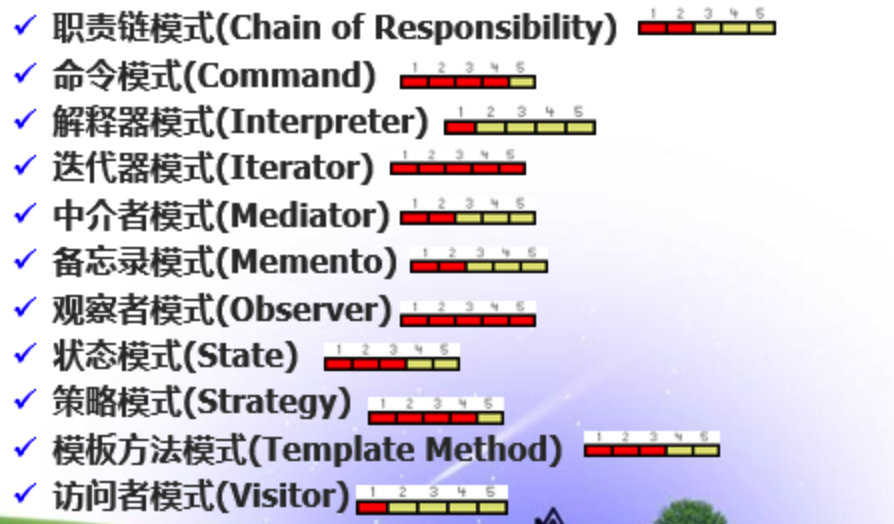 ✓ 职责链模式(Chain of Responsibility) 1 2 3 4 5
✓ 命令模式(Command) 1 2 3 4 5
✓ 解释器模式(Interpreter) 1 2 3 4 5
✓ 迭代器模式(Iterator) 1 2 3 4 5
✓ 中介者模式(Mediator) 1 2 3 4 5
✓ 备忘录模式(Memento) 1 2 3 4 5
✓ 观察者模式(Observer) 1 2 3 4 5
✓ 状态模式(State) 1 2 3 4 5
✓ 策略模式(Strategy) 1 2 3 4 5
✓ 模板方法模式(Template Method) 1 2 3 4 5
✓ 访问者模式(Visitor) 1 2 3 4 5